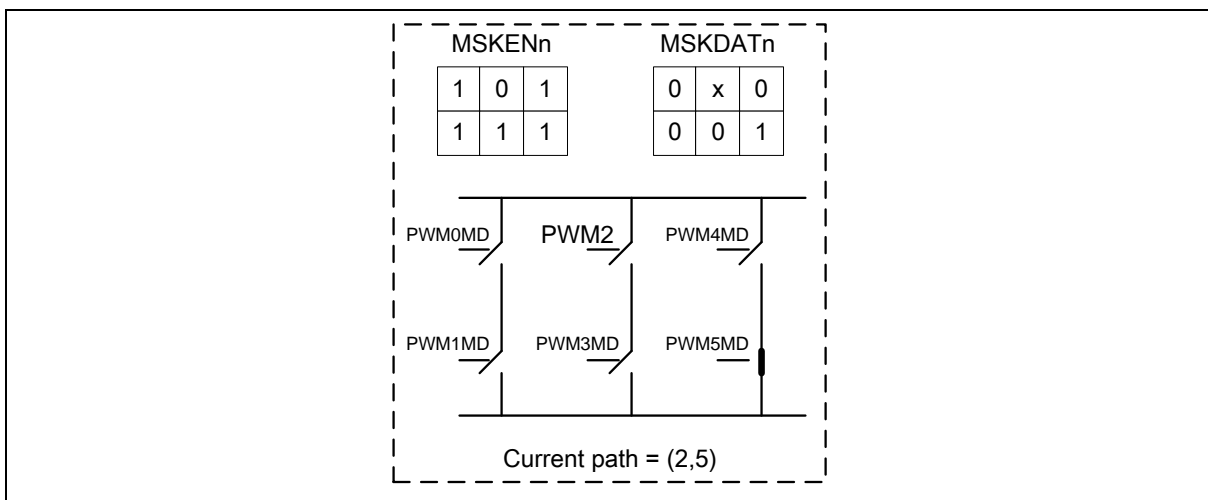 MSKENn MSKDATn
1 0 1 0 x 0
1 1 1 0 0 1
PWM0MD PWM2 PWM4MD
PWM1MD PWM3MD PWM5MD
Current path = (2,5)